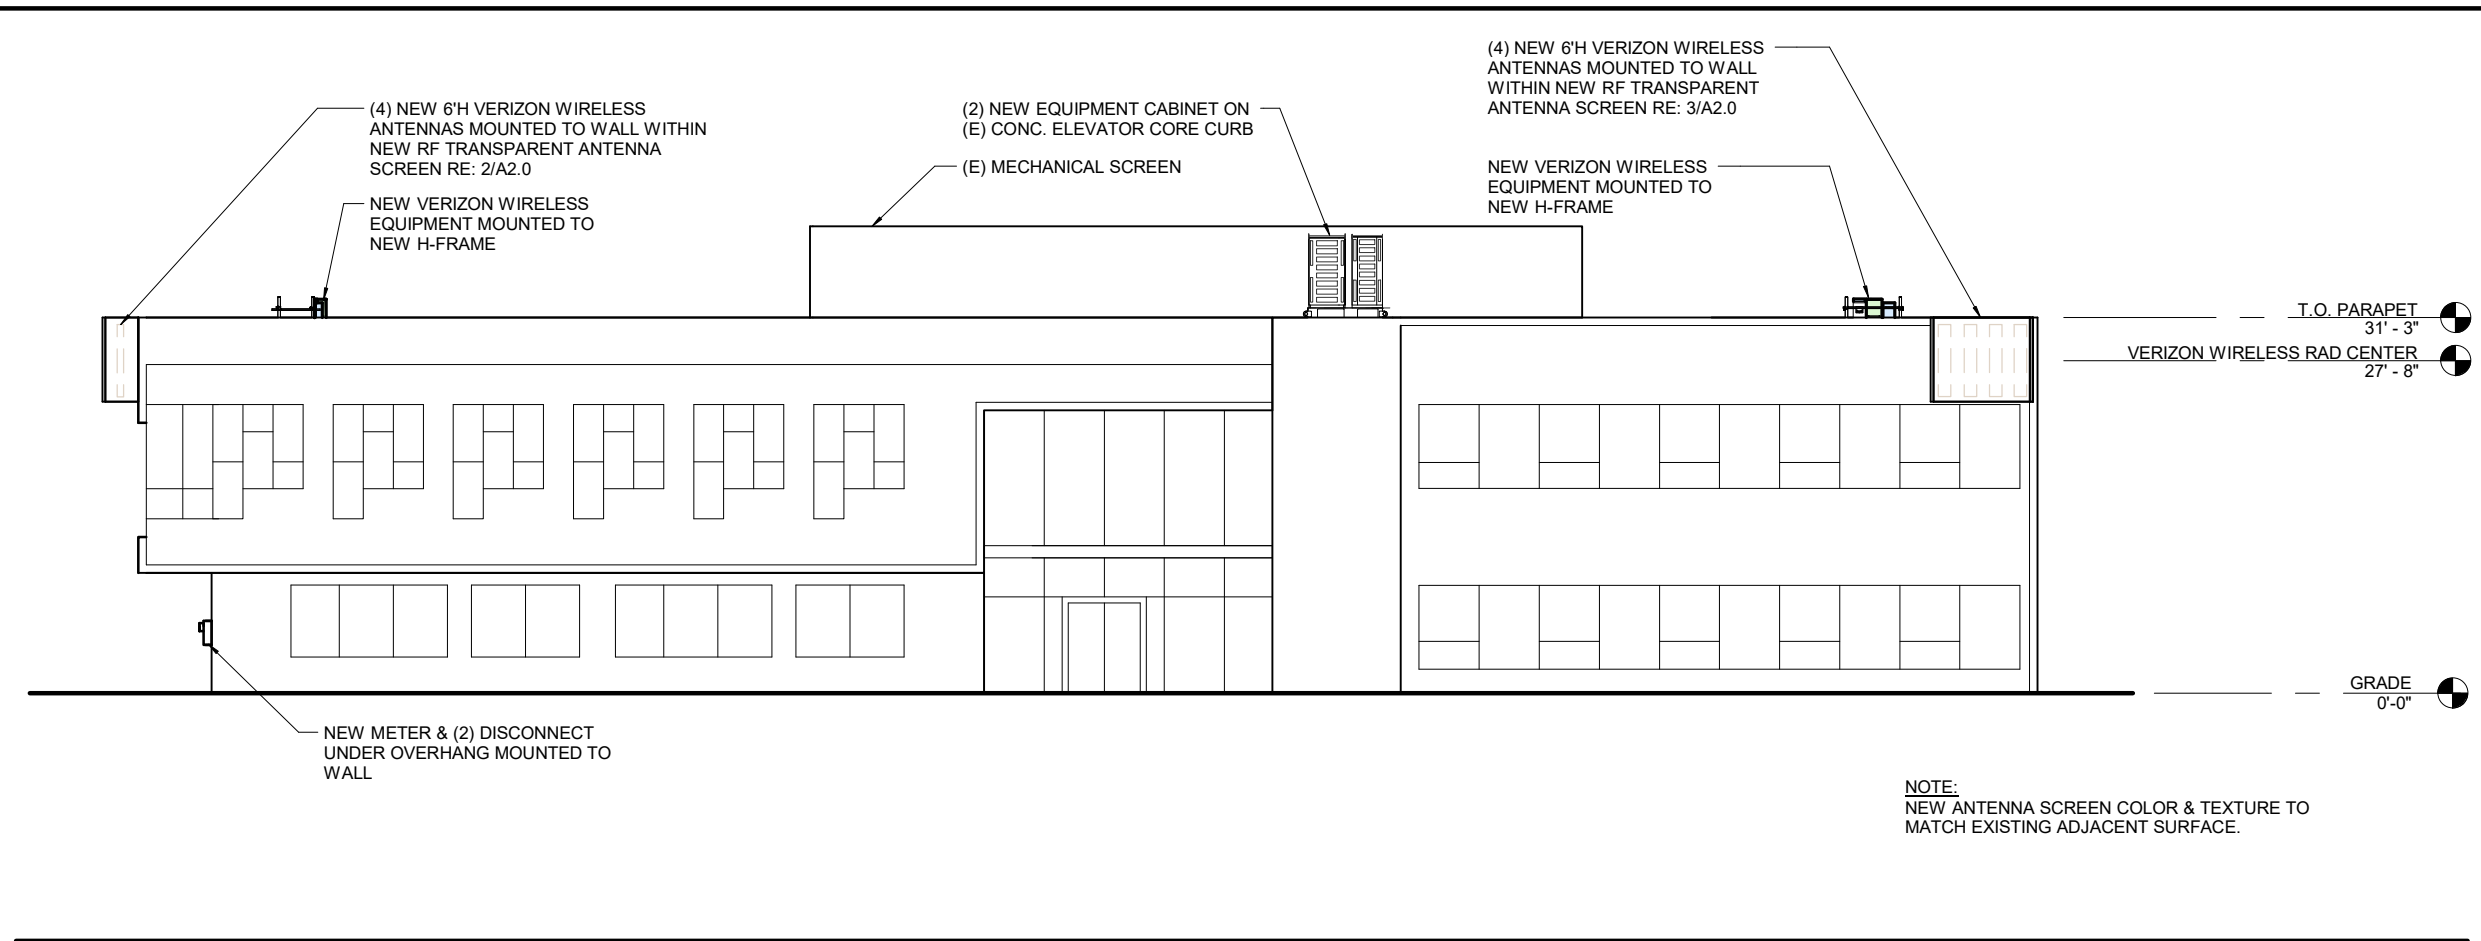 (4) NEW 6'H VERIZON WIRELESS
ANTENNAS MOUNTED TO WALL WITHIN
NEW RF TRANSPARENT ANTENNA
SCREEN RE: 2/A2.0
NEW VERIZON WIRELESS
EQUIPMENT MOUNTED TO
NEW H-FRAME
(2) NEW EQUIPMENT CABINET ON
(E) CONC. ELEVATOR CORE CURB
(E) MECHANICAL SCREEN
(4) NEW 6'H VERIZON WIRELESS
ANTENNAS MOUNTED TO WALL
WITHIN NEW RF TRANSPARENT
ANTENNA SCREEN RE: 3/A2.0
NEW VERIZON WIRELESS
EQUIPMENT MOUNTED TO
NEW H-FRAME
T.O. PARAPET
31' - 3"
VERIZON WIRELESS RAD CENTER
27' - 8"
GRADE
0'-0"
NEW METER & (2) DISCONNECT
UNDER OVERHANG MOUNTED TO
WALL
NOTE:
NEW ANTENNA SCREEN COLOR & TEXTURE TO
MATCH EXISTING ADJACENT SURFACE.